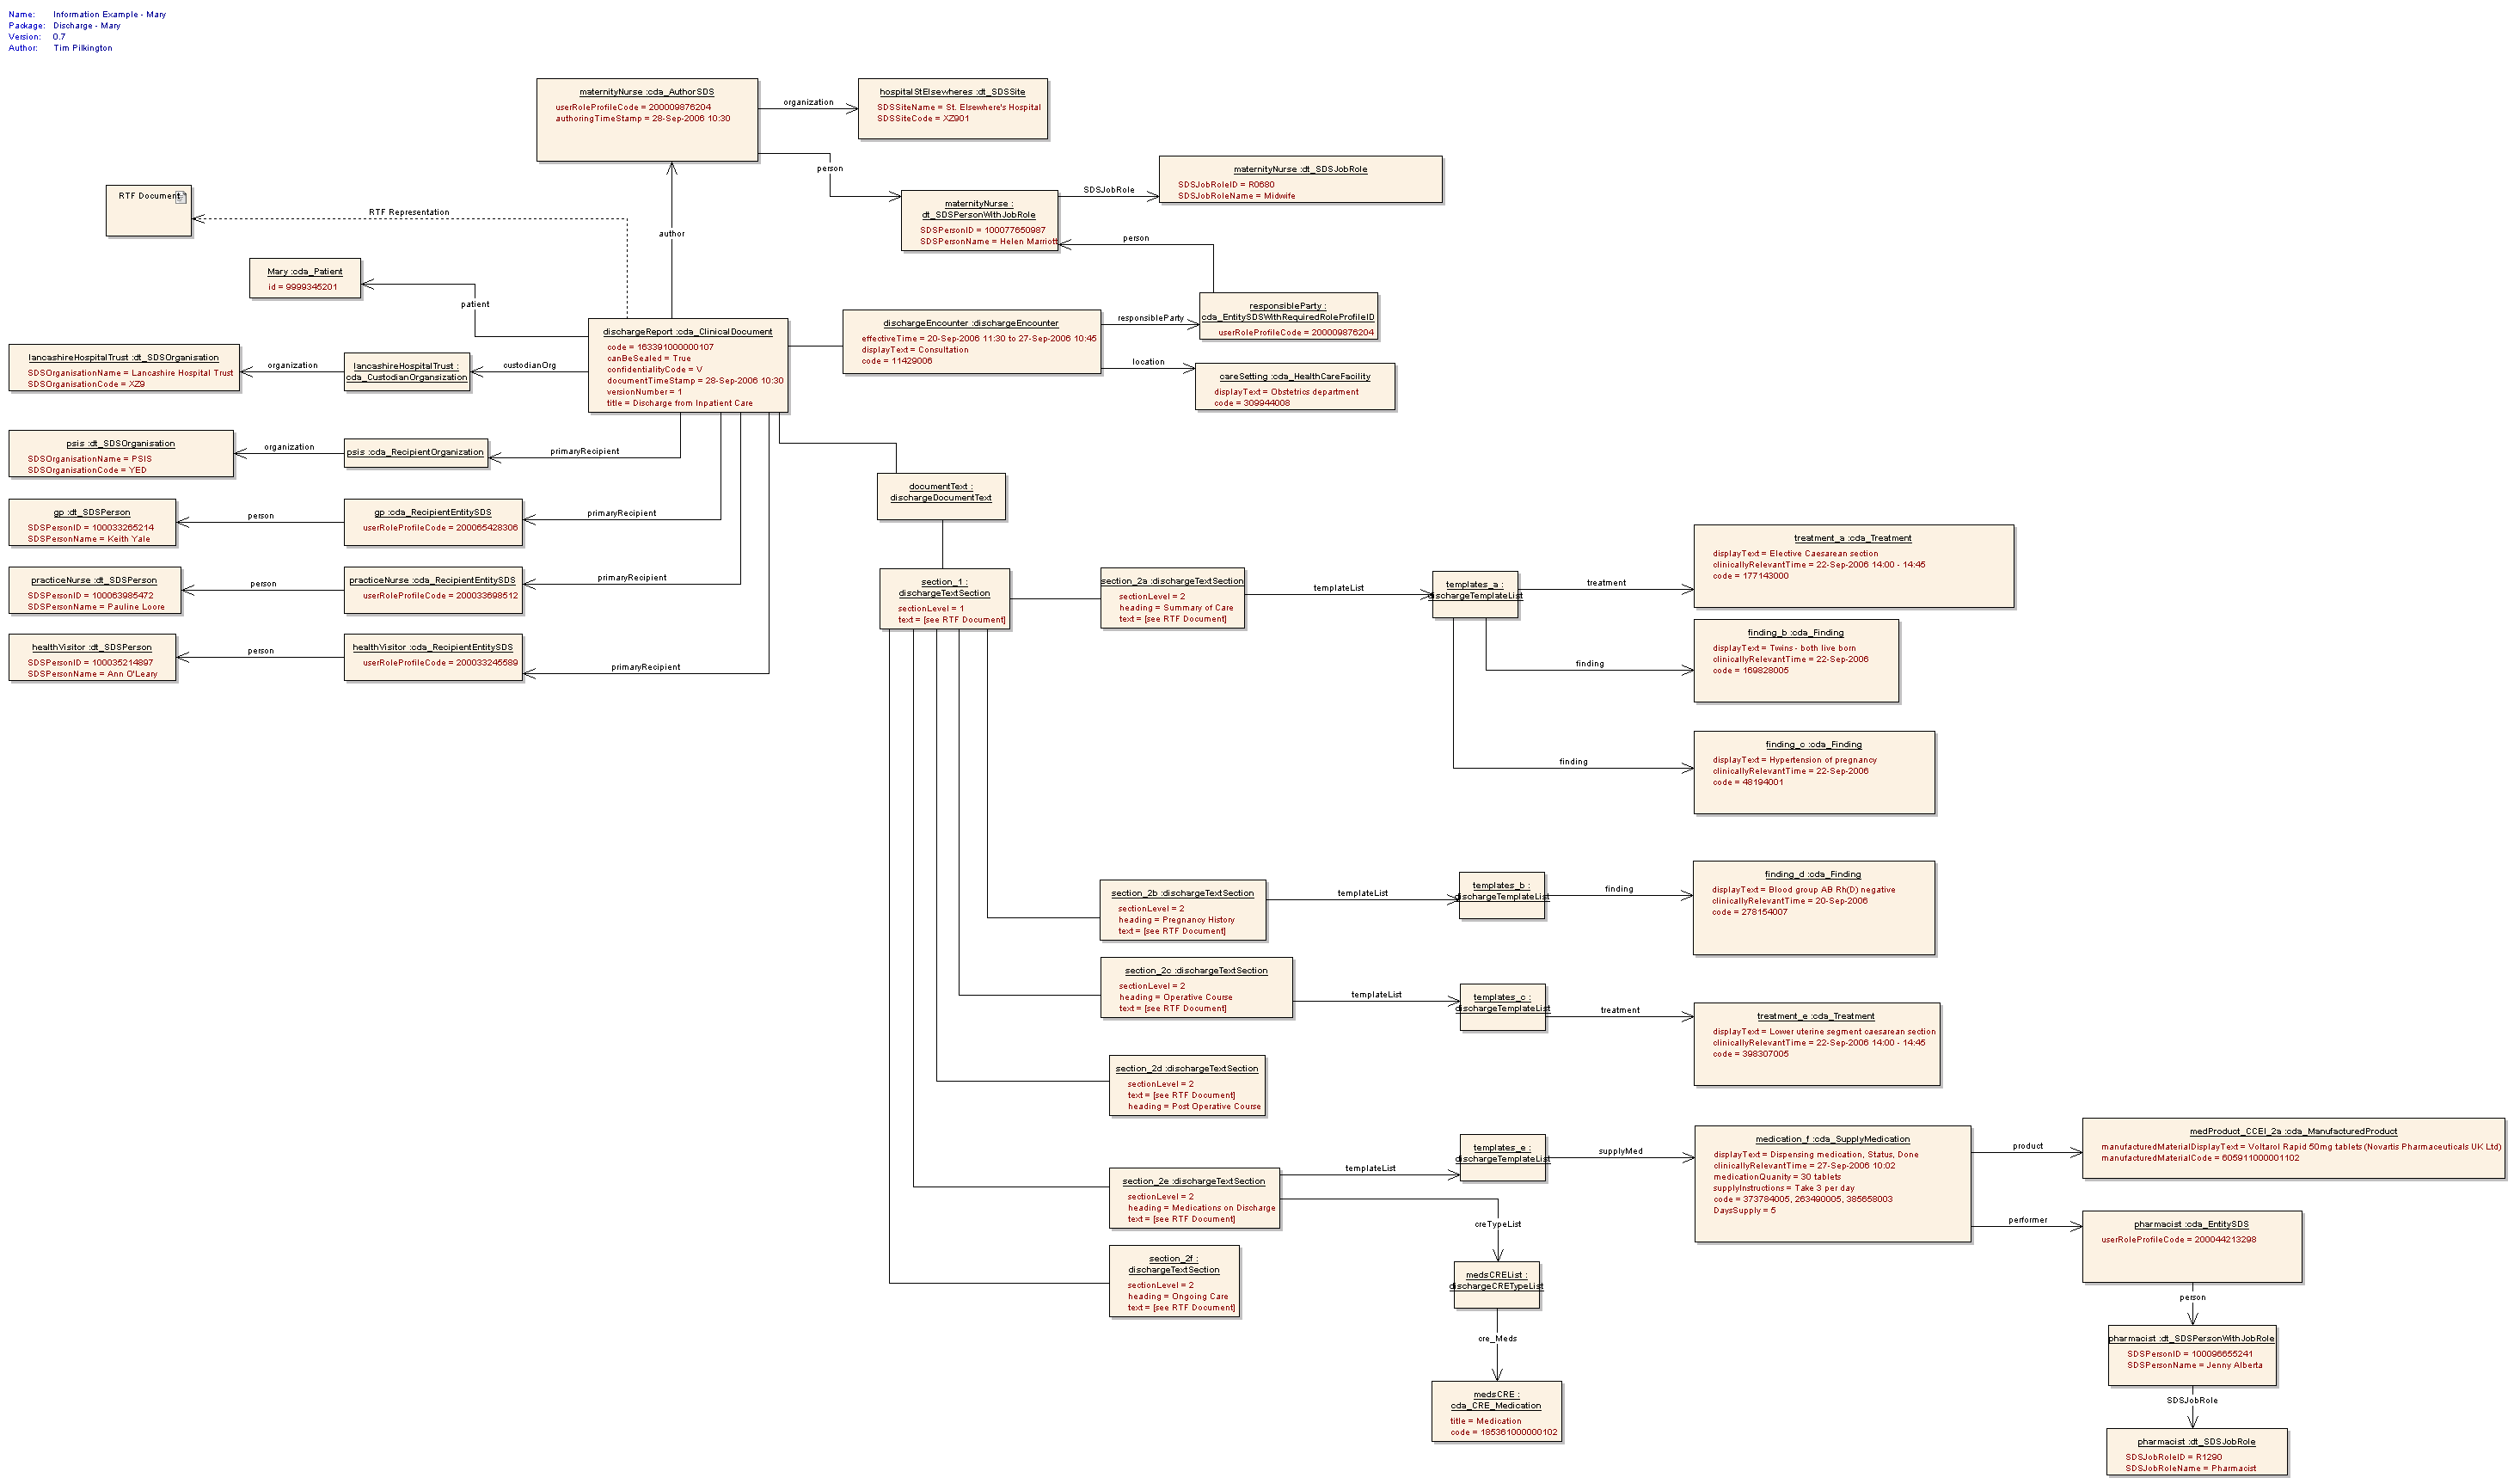 Name: Information Example - Mary
Package: Discharge - Mary
Version: 0.7
Author: Tim Pilkington
maternityNurse :cda_AuthorSDS
userRoleProfileCode = 200009876204
authoringTimeStamp = 28-Sep-2006 10:30
organization
hospitalStElsewheres :dt_SDSSite
SDSSiteName = St. Elsewhere's Hospital
SDSSiteCode = XZ901
person
maternityNurse :dt_SDSJobRole
SDSJobRoleID = R0680
SDSJobRoleName = Midwife
SDSJobRole
maternityNurse :
dt_SDSPersonWithJobRole
SDSPersonID = 100077650987
SDSPersonName = Helen Marriott
RTF Document
RTF Representation
author
person
Mary :cda_Patient
id = 9999345201
patient
dischargeReport :cda_ClinicalDocument
code = 163391000000107
canBeSealed = True
confidentialityCode = V
documentTimeStamp = 28-Sep-2006 10:30
versionNumber = 1
title = Discharge from Inpatient Care
dischargeEncounter :dischargeEncounter
effectiveTime = 20-Sep-2006 11:30 to 27-Sep-2006 10:45
displayText = Consultation
code = 11429006
responsibleParty
responsibleParty :
cda_EntitySDSWithRequiredRoleProfileID
userRoleProfileCode = 200009876204
location
careSetting :cda_HealthCareFacility
displayText = Obstetrics department
code = 309944008
lancashireHospitalTrust :dt_SDSOrganisation
SDSOrganisationName = Lancashire Hospital Trust
SDSOrganisationCode = XZ9
organization
lancashireHospitalTrust :
cda_CustodianOrgansization
custodianOrg
psis :dt_SDSOrganisation
SDSOrganisationName = PSIS
SDSOrganisationCode = YED
organization
psis :cda_RecipientOrganization
primaryRecipient
documentText :
dischargeDocumentText
gp :dt_SDSPerson
SDSPersonID = 100033265214
SDSPersonName = Keith Yale
person
gp :cda_RecipientEntitySDS
userRoleProfileCode = 200065428306
primaryRecipient
practiceNurse :dt_SDSPerson
SDSPersonID = 100063985472
SDSPersonName = Pauline Loore
person
practiceNurse :cda_RecipientEntitySDS
userRoleProfileCode = 200033698512
primaryRecipient
healthVisitor :dt_SDSPerson
SDSPersonID = 100035214897
SDSPersonName = Ann O'Leary
person
healthVisitor :cda_RecipientEntitySDS
userRoleProfileCode = 200033245589
primaryRecipient
section_1 :
dischargeTextSection
sectionLevel = 1
text = [see RTF Document]
section_2a :dischargeTextSection
sectionLevel = 2
heading = Summary of Care
text = [see RTF Document]
templateList
templates_a :
dischargeTemplateList
treatment
treatment_a :cda_Treatment
displayText = Elective Caesarean section
clinicallyRelevantTime = 22-Sep-2006 14:00 - 14:45
code = 177143000
finding
finding_b :cda_Finding
displayText = Twins - both live born
clinicallyRelevantTime = 22-Sep-2006
code = 169828005
finding
finding_c :cda_Finding
displayText = Hypertension of pregnancy
clinicallyRelevantTime = 22-Sep-2006
code = 48194001
section_2b :dischargeTextSection
sectionLevel = 2
heading = Pregnancy History
text = [see RTF Document]
templateList
templates_b :
dischargeTemplateList
finding
finding_d :cda_Finding
displayText = Blood group AB Rh(D) negative
clinicallyRelevantTime = 20-Sep-2006
code = 278154007
section_2c :dischargeTextSection
sectionLevel = 2
heading = Operative Course
text = [see RTF Document]
templateList
templates_c :
dischargeTemplateList
treatment
treatment_e :cda_Treatment
displayText = Lower uterine segment caesarean section
clinicallyRelevantTime = 22-Sep-2006 14:00 - 14:45
code = 398307005
section_2d :dischargeTextSection
sectionLevel = 2
text = [see RTF Document]
heading = Post Operative Course
section_2e :dischargeTextSection
sectionLevel = 2
heading = Medications on Discharge
text = [see RTF Document]
templateList
templates_e :
dischargeTemplateList
supplyMed
medication_f :cda_SupplyMedication
displayText = Dispensing medication, Status, Done
clinicallyRelevantTime = 27-Sep-2006 10:02
medicationQuanity = 30 tablets
supplyInstructions = Take 3 per day
code = 373784005, 263490005, 385658003
DaysSupply = 5
product
medProduct_CCEI_2a :cda_ManufacturedProduct
manufacturedMaterialDisplayText = Voltarol Rapid 50mg tablets (Novartis Pharmaceuticals UK Ltd)
manufacturedMaterialCode = 605911000001102
performer
pharmacist :cda_EntitySDS
userRoleProfileCode = 200044213298
person
pharmacist :dt_SDSPersonWithJobRole
SDSPersonID = 100096655241
SDSPersonName = Jenny Alberta
SDSJobRole
pharmacist :dt_SDSJobRole
SDSJobRoleID = R1290
SDSJobRoleName = Pharmacist
creTypeList
medsCREList :
dischargeCRETypeList
cre_Meds
medsCRE :
cda_CRE_Medication
title = Medication
code = 185361000000102
section_2f :
dischargeTextSection
sectionLevel = 2
heading = Ongoing Care
text = [see RTF Document]